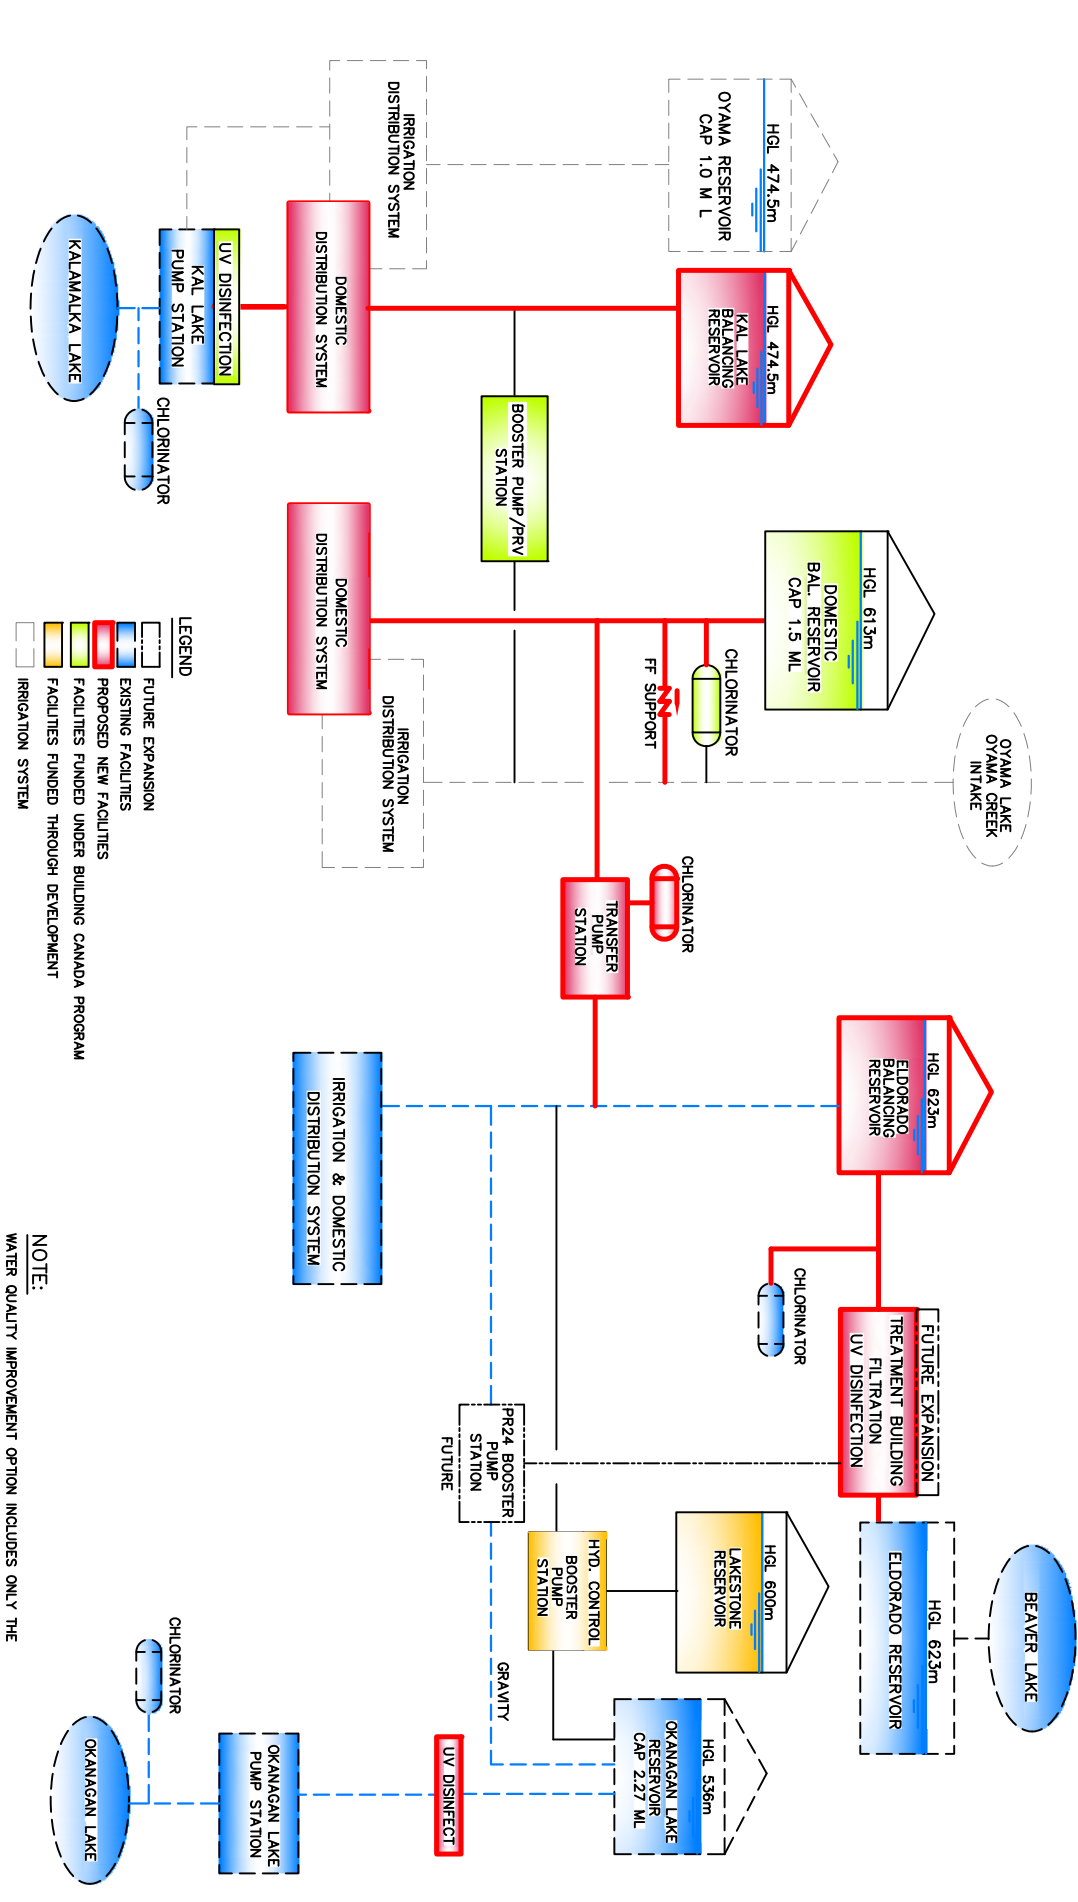 OYAMA LAKE
OYAMA CREEK
INTAKE
BEAVER LAKE
HGL 474.5m
OYAMA RESERVOIR
CAP 1.0 M L
HGL 474.5m
KAL LAKE
BALANCING
RESERVOIR
HGL 613m
DOMESTIC
BAL. RESERVOIR
CAP 1.5 ML
HGL 623m
ELDORADO
BALANCING
RESERVOIR
FUTURE EXPANSION
TREATMENT BUILDING
FILTRATION
UV DISINFECTION
HGL 623m
ELDORADO RESERVOIR
CHLORINATOR
CHLORINATOR
FF SUPPORT
CHLORINATOR
HGL 600m
LAKESTONE
RESERVOIR
HGL 536m
OKANAGAN LAKE
RESERVOIR
CAP 2.27 ML
TRANSFER
PUMP
STATION
HYD. CONTROL
BOOSTER
PUMP
STATION
BOOSTER PUMP/PRV
STATION
PR24 BOOSTER
PUMP
STATION
FUTURE
GRAVITY
IRRIGATION
DISTRIBUTION SYSTEM
IRRIGATION
DISTRIBUTION SYSTEM
DOMESTIC
DISTRIBUTION SYSTEM
DOMESTIC
DISTRIBUTION SYSTEM
IRRIGATION & DOMESTIC
DISTRIBUTION SYSTEM
UV DISINFECT
UV DISINFECTION
KAL LAKE
PUMP STATION
OKANAGAN LAKE
PUMP STATION
CHLORINATOR
CHLORINATOR
KALAMALKA LAKE
OKANAGAN LAKE
LEGEND
FUTURE EXPANSION
EXISTING FACILITIES
PROPOSED NEW FACILITIES
FACILITIES FUNDED UNDER BUILDING CANADA PROGRAM
FACILITIES FUNDED THROUGH DEVELOPMENT
IRRIGATION SYSTEM
NOTE:
WATER QUALITY IMPROVEMENT OPTION INCLUDES ONLY THE